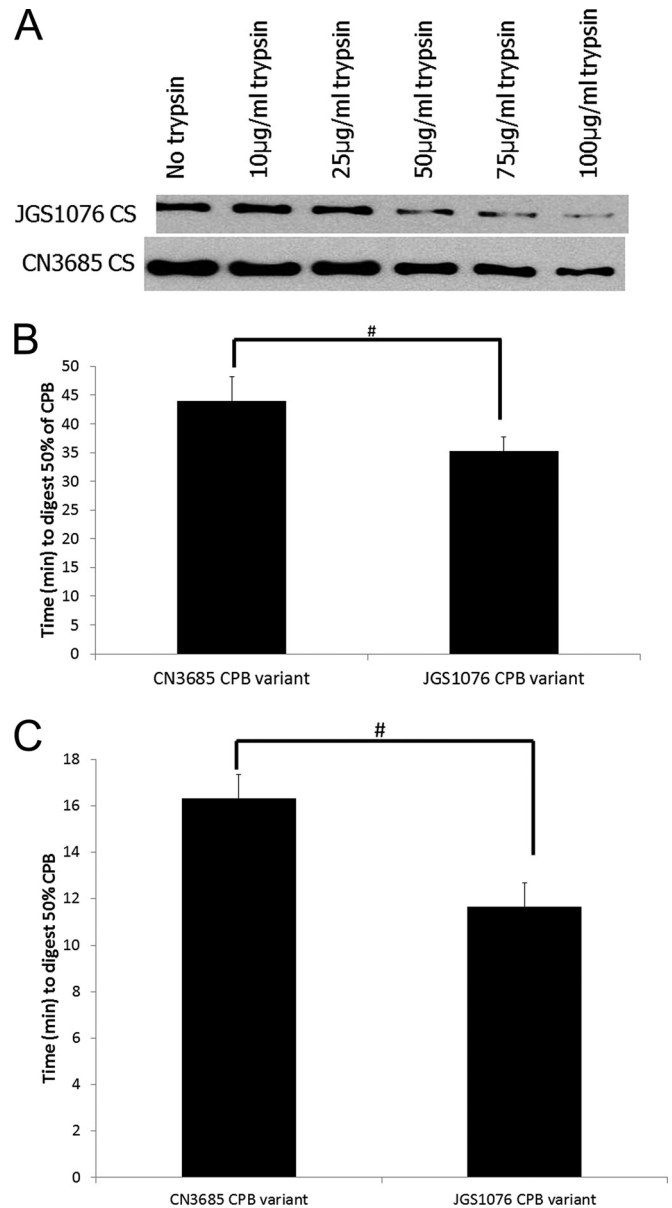 A
No trypsin
10µg/ml trypsin
25µg/ml trypsin
50µg/ml trypsin
75µg/ml trypsin
100µg/ml trypsin
JGS1076 CS
CN3685 CS
B
#
Time (min) to digest 50% of CPB
50
45
40
35
30
25
20
15
10
5
0
CN3685 CPB variant
JGS1076 CPB variant
C
#
Time (min) to digest 50% CPB
18
16
14
12
10
8
6
4
2
0
CN3685 CPB variant
JGS1076 CPB variant